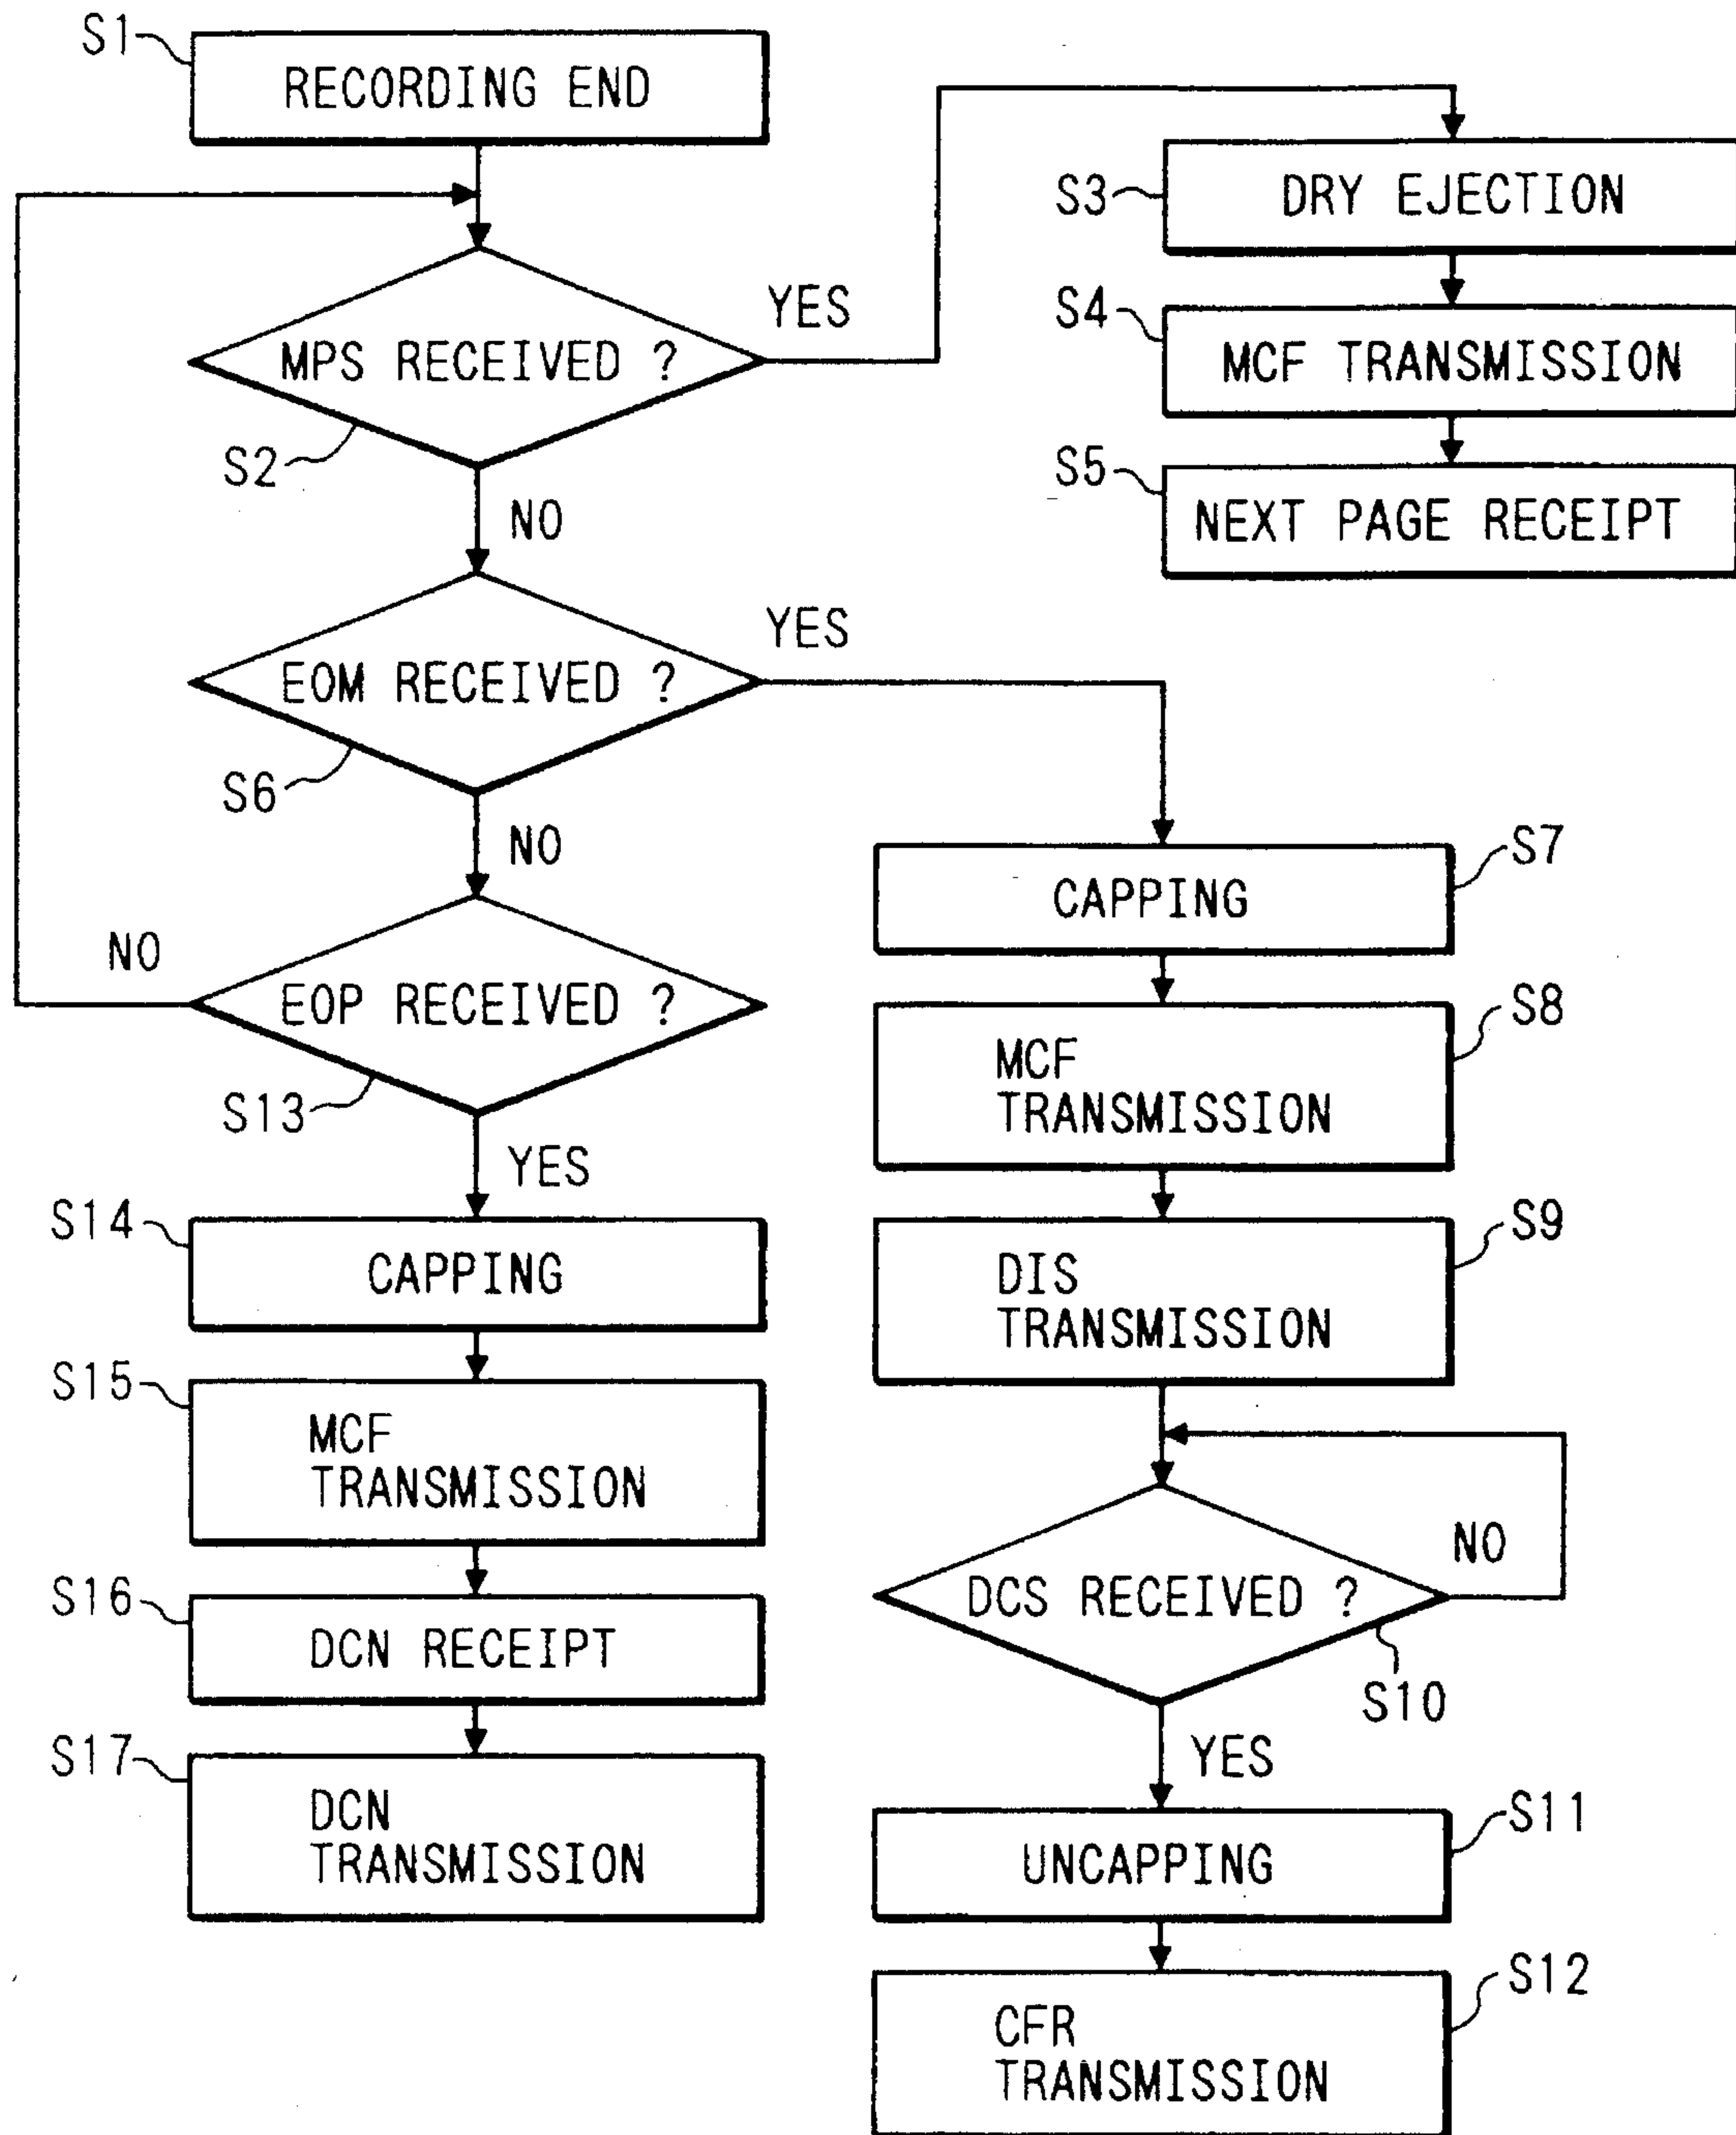 S1
RECORDING END
S3
DRY EJECTION
MPS RECEIVED ?
YES
S2
NO
S4
MCF TRANSMISSION
S5
NEXT PAGE RECEIPT
EOM RECEIVED ?
YES
S6
NO
S7
CAPPING
EOP RECEIVED ?
NO
S13
YES
S8
MCF
TRANSMISSION
S9
DIS
TRANSMISSION
S14
CAPPING
S15
MCF
TRANSMISSION
S16
DCN RECEIPT
S17
DCN
TRANSMISSION
DCS RECEIVED ?
NO
S10
YES
S11
UNCAPPING
S12
CFR
TRANSMISSION